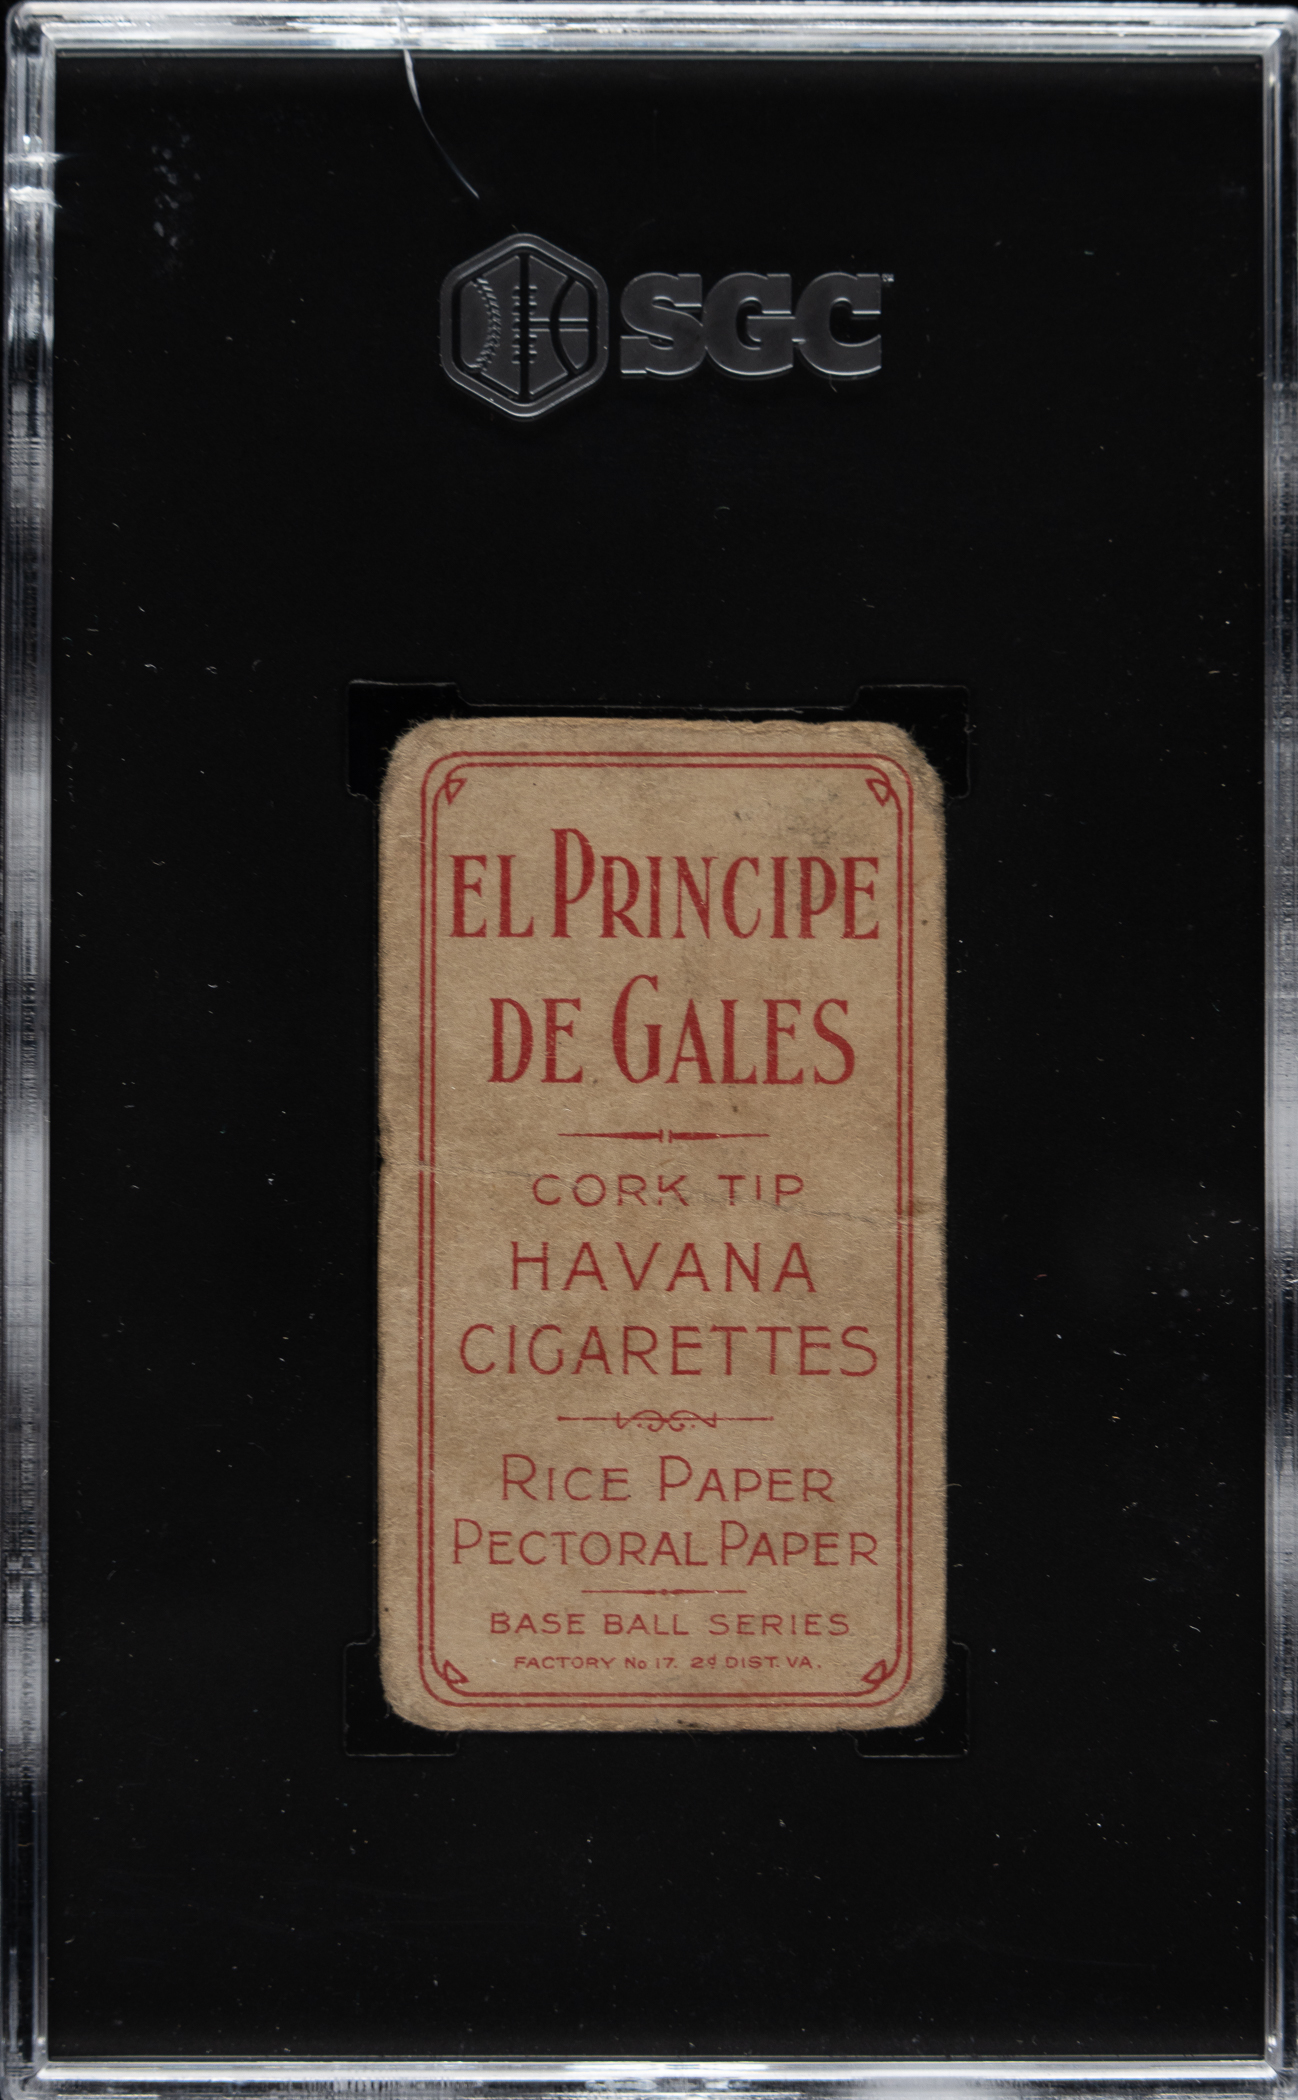 SGC
EL PRINCIPE
DE GALES
CORK TIP
HAVANA
CIGARETTES
RICE PAPER
PECTORAL PAPER
BASE BALL SERIES
FACTORY No 17. 2d DIST. VA.